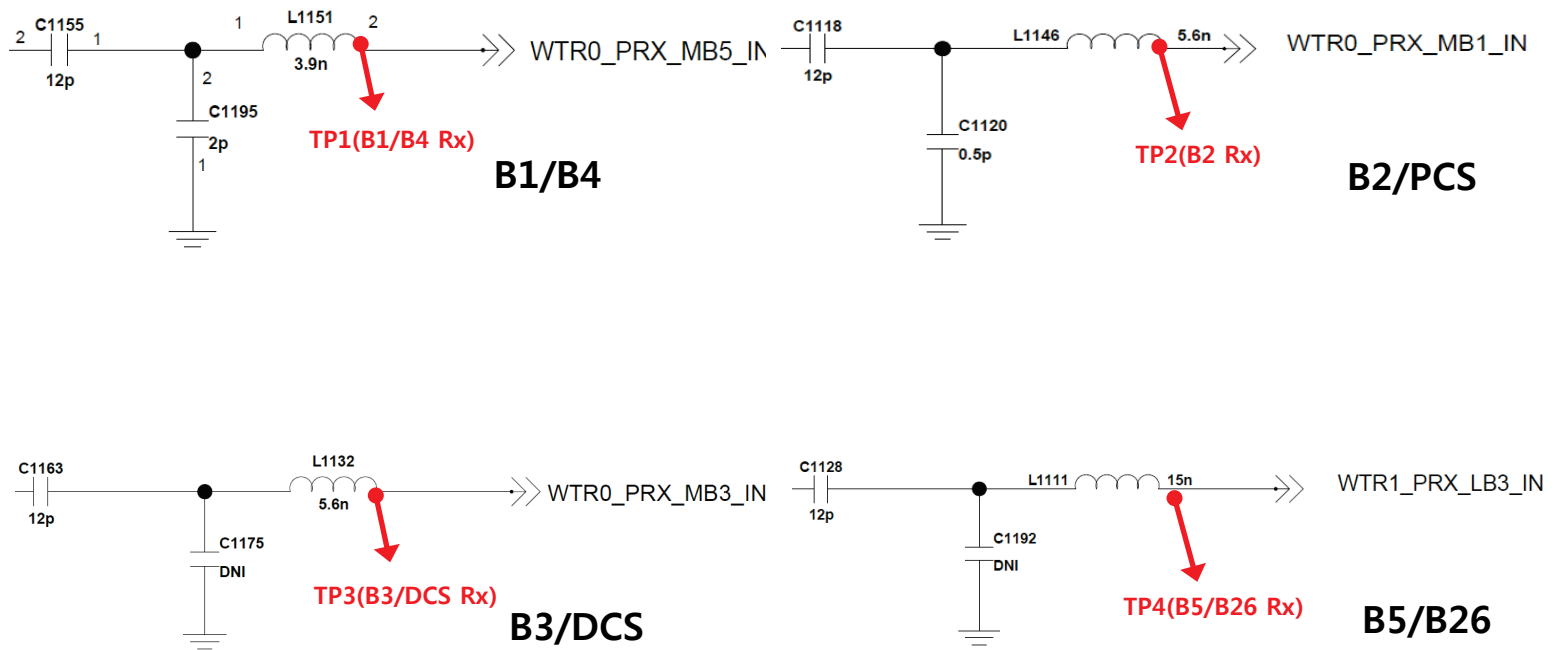 C1155
2
1
12p
1
L1151
2
3.9n
WTR0_PRX_MB5_IN
2
C1195
2p
1
TP1(B1/B4 Rx)
B1/B4
C1118
12p
L1146
5.6n
WTR0_PRX_MB1_IN
C1120
0.5p
TP2(B2 Rx)
B2/PCS
C1163
12p
L1132
5.6n
WTR0_PRX_MB3_IN
C1175
DNI
TP3(B3/DCS Rx)
B3/DCS
C1128
12p
L1111
15n
WTR1_PRX_LB3_IN
C1192
DNI
TP4(B5/B26 Rx)
B5/B26